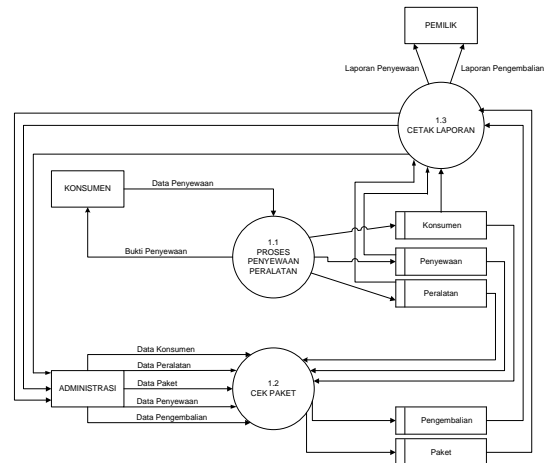 PEMILIK
Laporan Penyewaan
Laporan Pengembalian
1.3
CETAK LAPORAN
KONSUMEN
Data Penyewaan
Bukti Penyewaan
1.1
PROSES
PENYEWAAN
PERALATAN
Konsumen
Penyewaan
Peralatan
ADMINISTRASI
Data Konsumen
Data Peralatan
Data Paket
Data Penyewaan
Data Pengembalian
1.2
CEK PAKET
Pengembalian
Paket